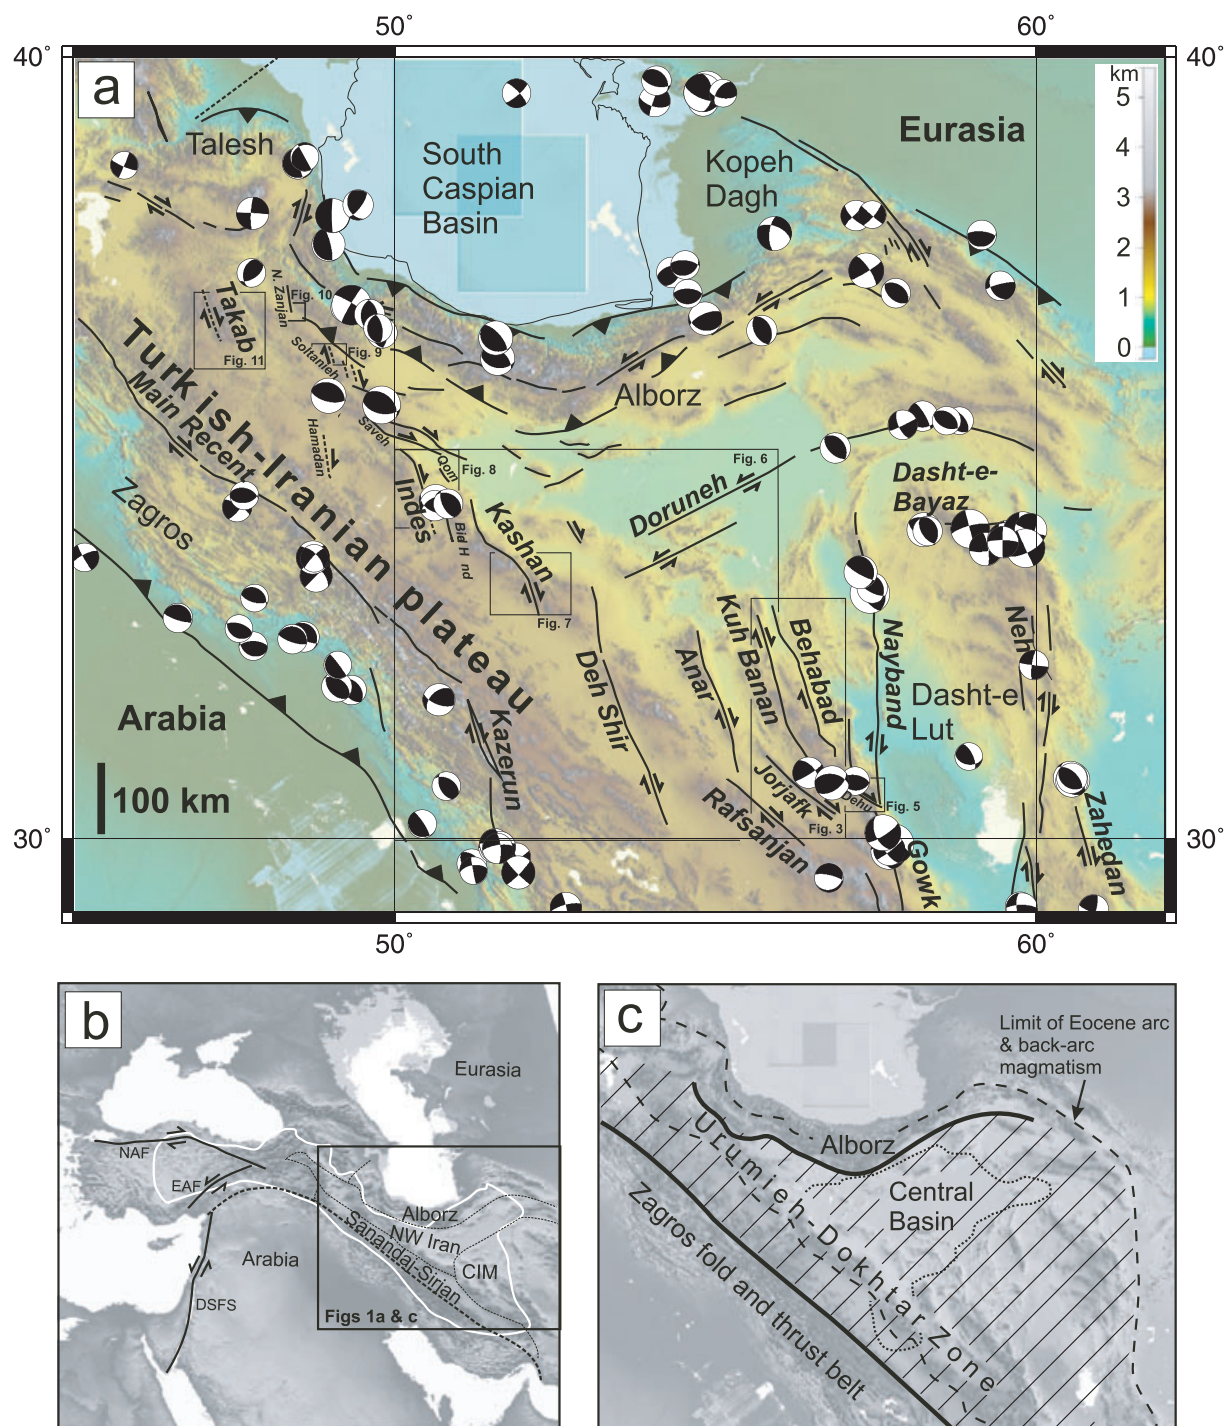 50°
60°
40°
40°
a
km
5
4
3
2
1
0
Talesh
South
Caspian
Basin
Kopeh
Dagh
Eurasia
N. Zanjan
Fig. 10
Takab
Fig. 11
Soltanieh
Fig. 9
Turkish-Iranian plateau
Main Recent
Alborz
Hamadan
Saveh
Qom
Fig. 8
Fig. 6
Doruneh
Dasht-e-
Bayaz
Zagros
Indes
Bid H nd
Kashan
Fig. 7
Kuh Banan
Behabad
Nayband
Neh
Anar
Deh Shir
Dasht-e
Lut
Arabia
100 km
Kazerun
Jorjafk
Dehu
Fig. 5
Fig. 3
Rafsanjan
Gowk
Zahedan
30°
30°
50°
60°
b
Eurasia
NAF
EAF
Alborz
NW Iran
Sanandaj-Sirjan
CIM
Arabia
DSFS
Figs 1a & c
c
Limit of Eocene arc
& back-arc
magmatism
Alborz
Urumieh-Dokhtar Zone
Central
Basin
Zagros fold and thrust belt